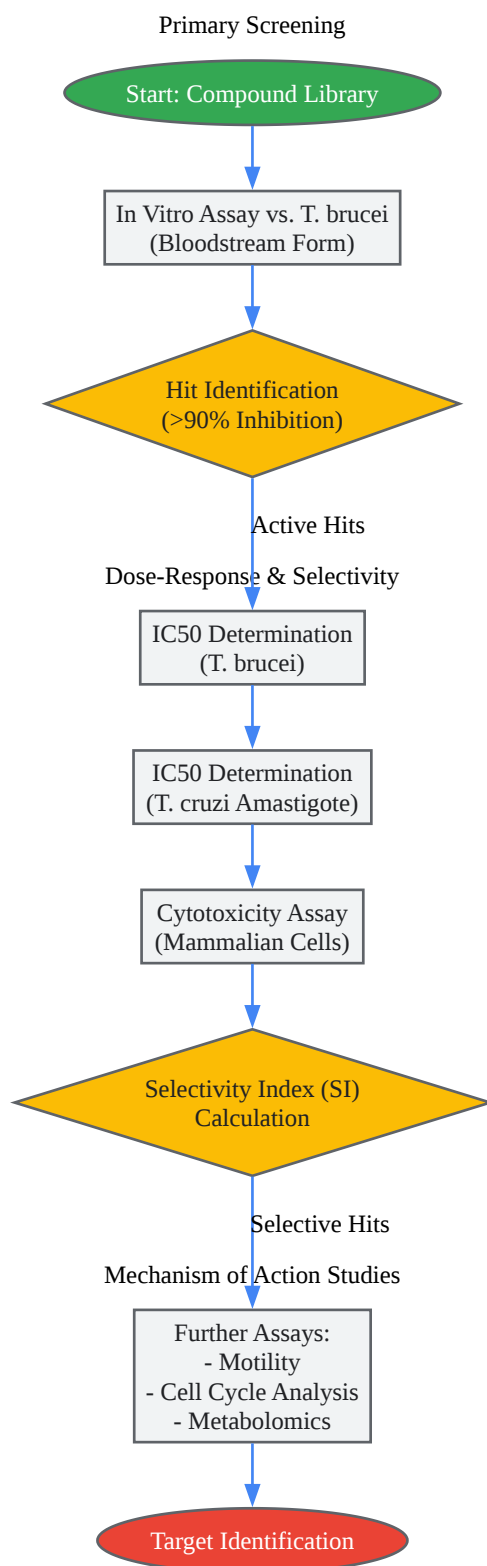 Primary Screening
Start: Compound Library
In Vitro Assay vs. T. brucei
(Bloodstream Form)
Hit Identification
(>90% Inhibition)
Active Hits
Dose-Response & Selectivity
IC50 Determination
(T. brucei)
IC50 Determination
(T. cruzi Amastigote)
Cytotoxicity Assay
(Mammalian Cells)
Selectivity Index (SI)
Calculation
Selective Hits
Mechanism of Action Studies
Further Assays:
- Motility
- Cell Cycle Analysis
- Metabolomics
Target Identification